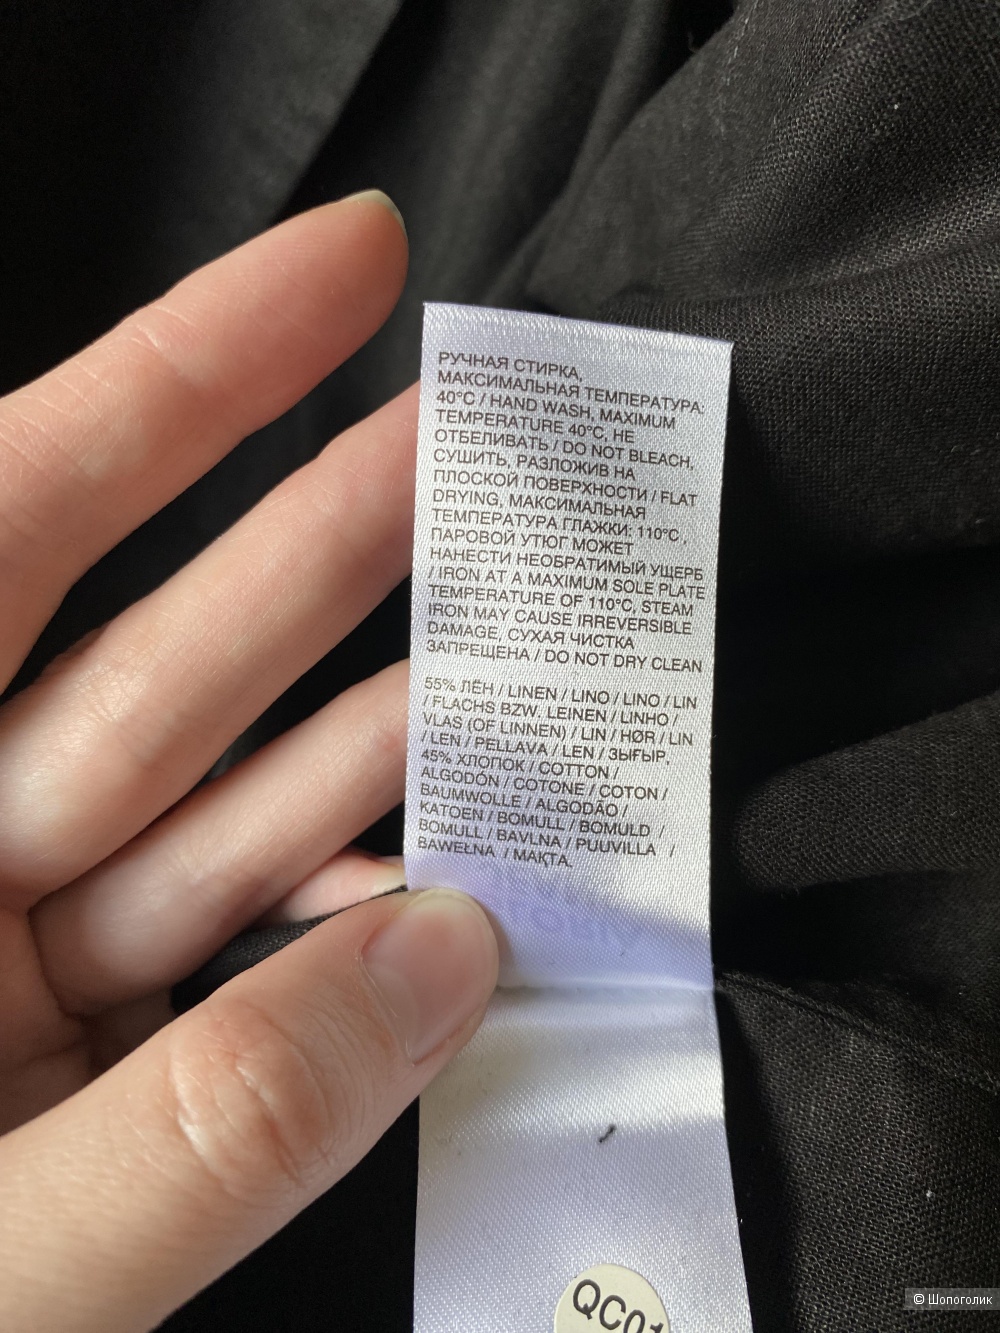 РУЧНАЯ СТИРКА,
МАКСИМАЛЬНАЯ ТЕМПЕРАТУРА:
40°C / HAND WASH, MAXIMUM
TEMPERATURE 40°C, НЕ
ОТБЕЛИВАТЬ / DO NOT BLEACH,
СУШИТЬ, РАЗЛОЖИВ НА
ПЛОСКОЙ ПОВЕРХНОСТИ / FLAT
DRYING, МАКСИМАЛЬНАЯ
ТЕМПЕРАТУРА ГЛАЖКИ: 110°C,
ПАРОВОЙ УТЮГ МОЖЕТ
НАНЕСТИ НЕОБРАТИМЫЙ УЩЕРБ
/ IRON AT A MAXIMUM SOLE PLATE
TEMPERATURE OF 110°C, STEAM
IRON MAY CAUSE IRREVERSIBLE
DAMAGE, СУХАЯ ЧИСТКА
ЗАПРЕЩЕНА / DO NOT DRY CLEAN
55% ЛЁН / LINEN / LINO / LINO / LIN
/ FLACHS BZW. LEINEN / LINHO /
VLAS (OF LINNEN) / LIN / HØR / LIN
/ LEN / PELLAVA / LEN / ЗЫҒЫР,
45% ХЛОПОК / COTTON /
ALGODÓN / COTONE / COTON /
BAUMWOLLE / ALGODÃO /
KATOEN / BOMULL / BOMULD /
BOMULL / BAVLNA / PUUVILLA /
BAWEŁNA / МАҚТА.
QC01
© Шопоголик